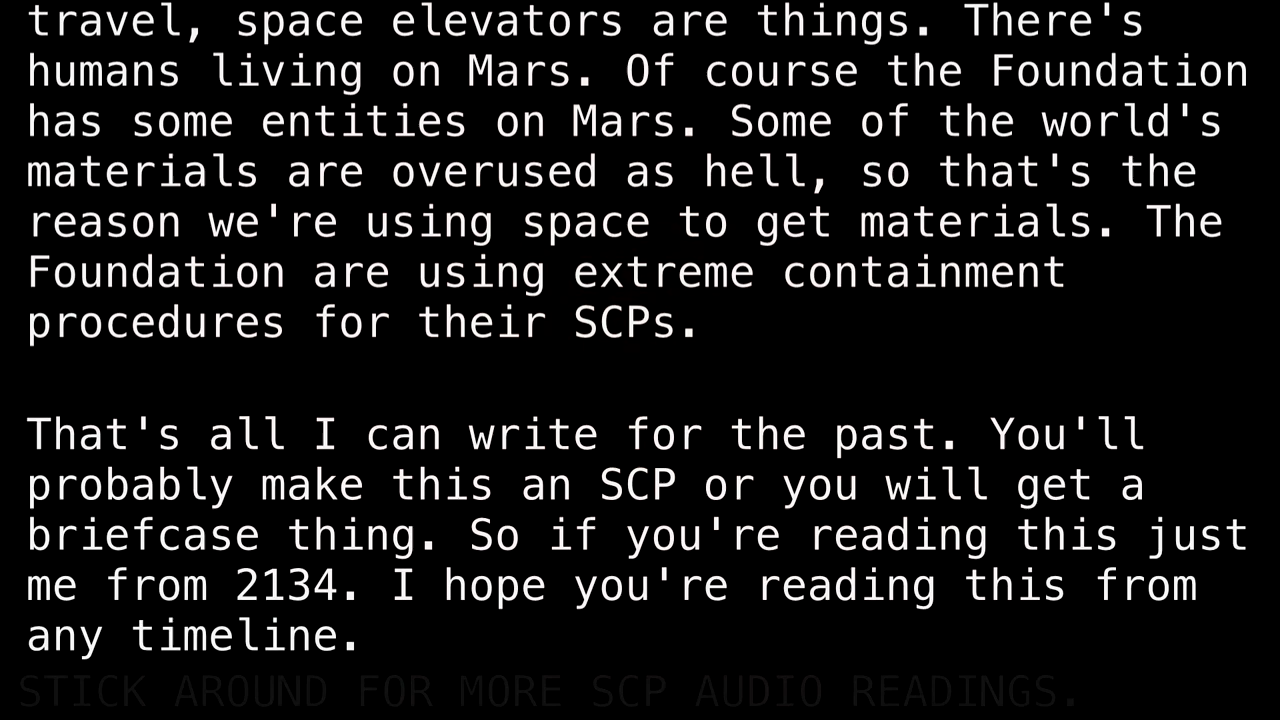 travel, space elevators are things. There's
humans living on Mars. Of course the Foundation
has some entities on Mars. Some of the world's
materials are overused as hell, so that's the
reason we're using space to get materials. The
Foundation are using extreme containment
procedures for their SCPs.
That's all I can write for the past. You'll
probably make this an SCP or you will get a
briefcase thing. So if you're reading this just
me from 2134. I hope you're reading this from
any timeline.
STICK AROUND FOR MORE SCP AUDIO READINGS.